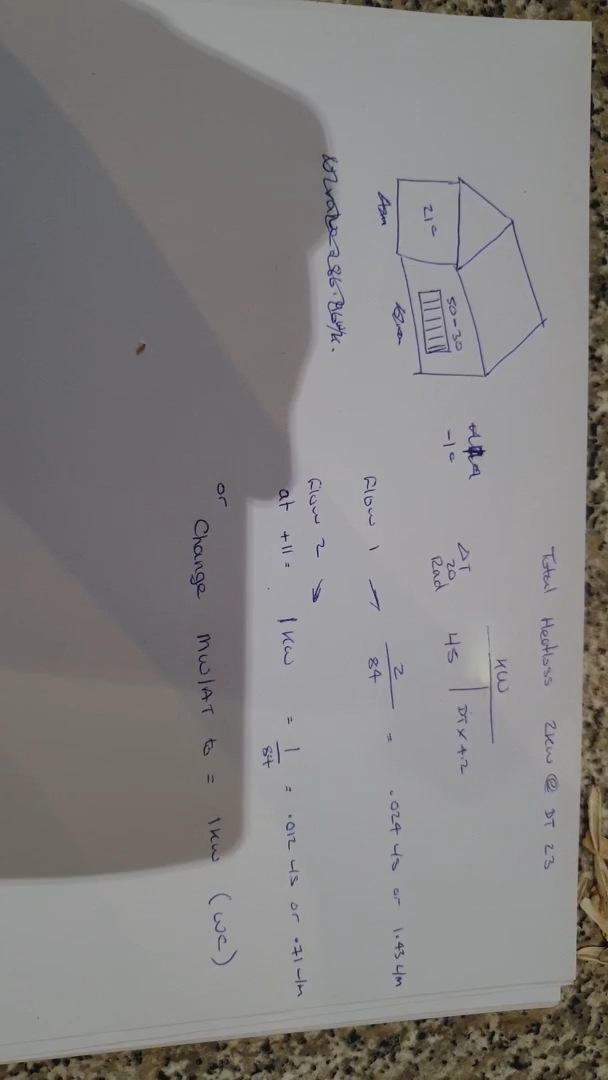 Total Heatloss 2kw @ DT 23
KW
L/S | DT x 4.2
ΔT
20
Rad
-1°
21°
50-30
Flow 1 → 2/84 = .024 L/S or 1.43 L/m
Flow 2 ↘
at +11° . 1KW = 1/84 = .012 L/S or .71 L/m
or Change MW/AT to = 1KW (WC)